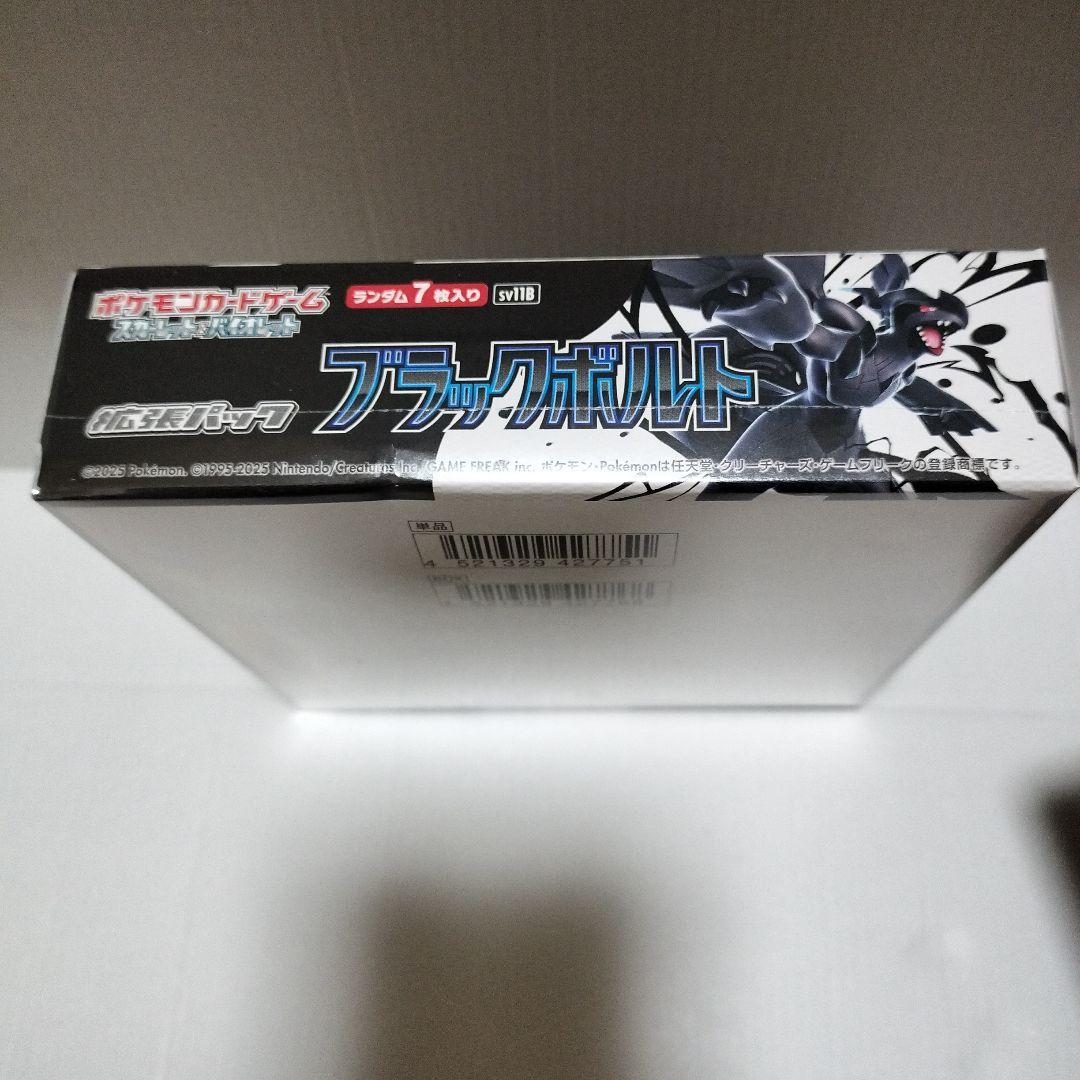 ポケモンカードゲーム
スカーレット&バイオレット
ランダム7枚入り
sv11B
ブラックボルト
拡張パック
©2025 Pokémon. ©1995-2025 Nintendo/Creatures Inc./GAME FREAK inc. ポケモン・Pokémonは任天堂・クリーチャーズ・ゲームフリークの登録商標です。
単品
4 521329 427751